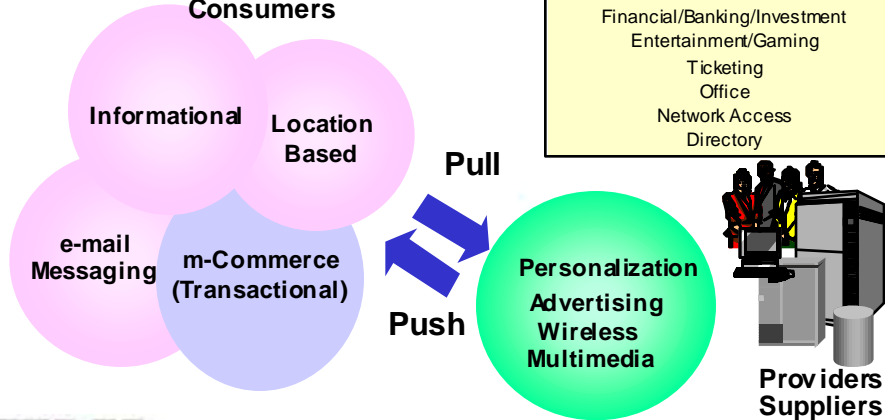 Consumers
Informational
Location
Based
e-mail
Messaging
m-Commerce
(Transactional)
Pull
Push
Financial/Banking/Investment
Entertainment/Gaming
Ticketing
Office
Network Access
Directory
Personalization
Advertising
Wireless
Multimedia
Providers
Suppliers